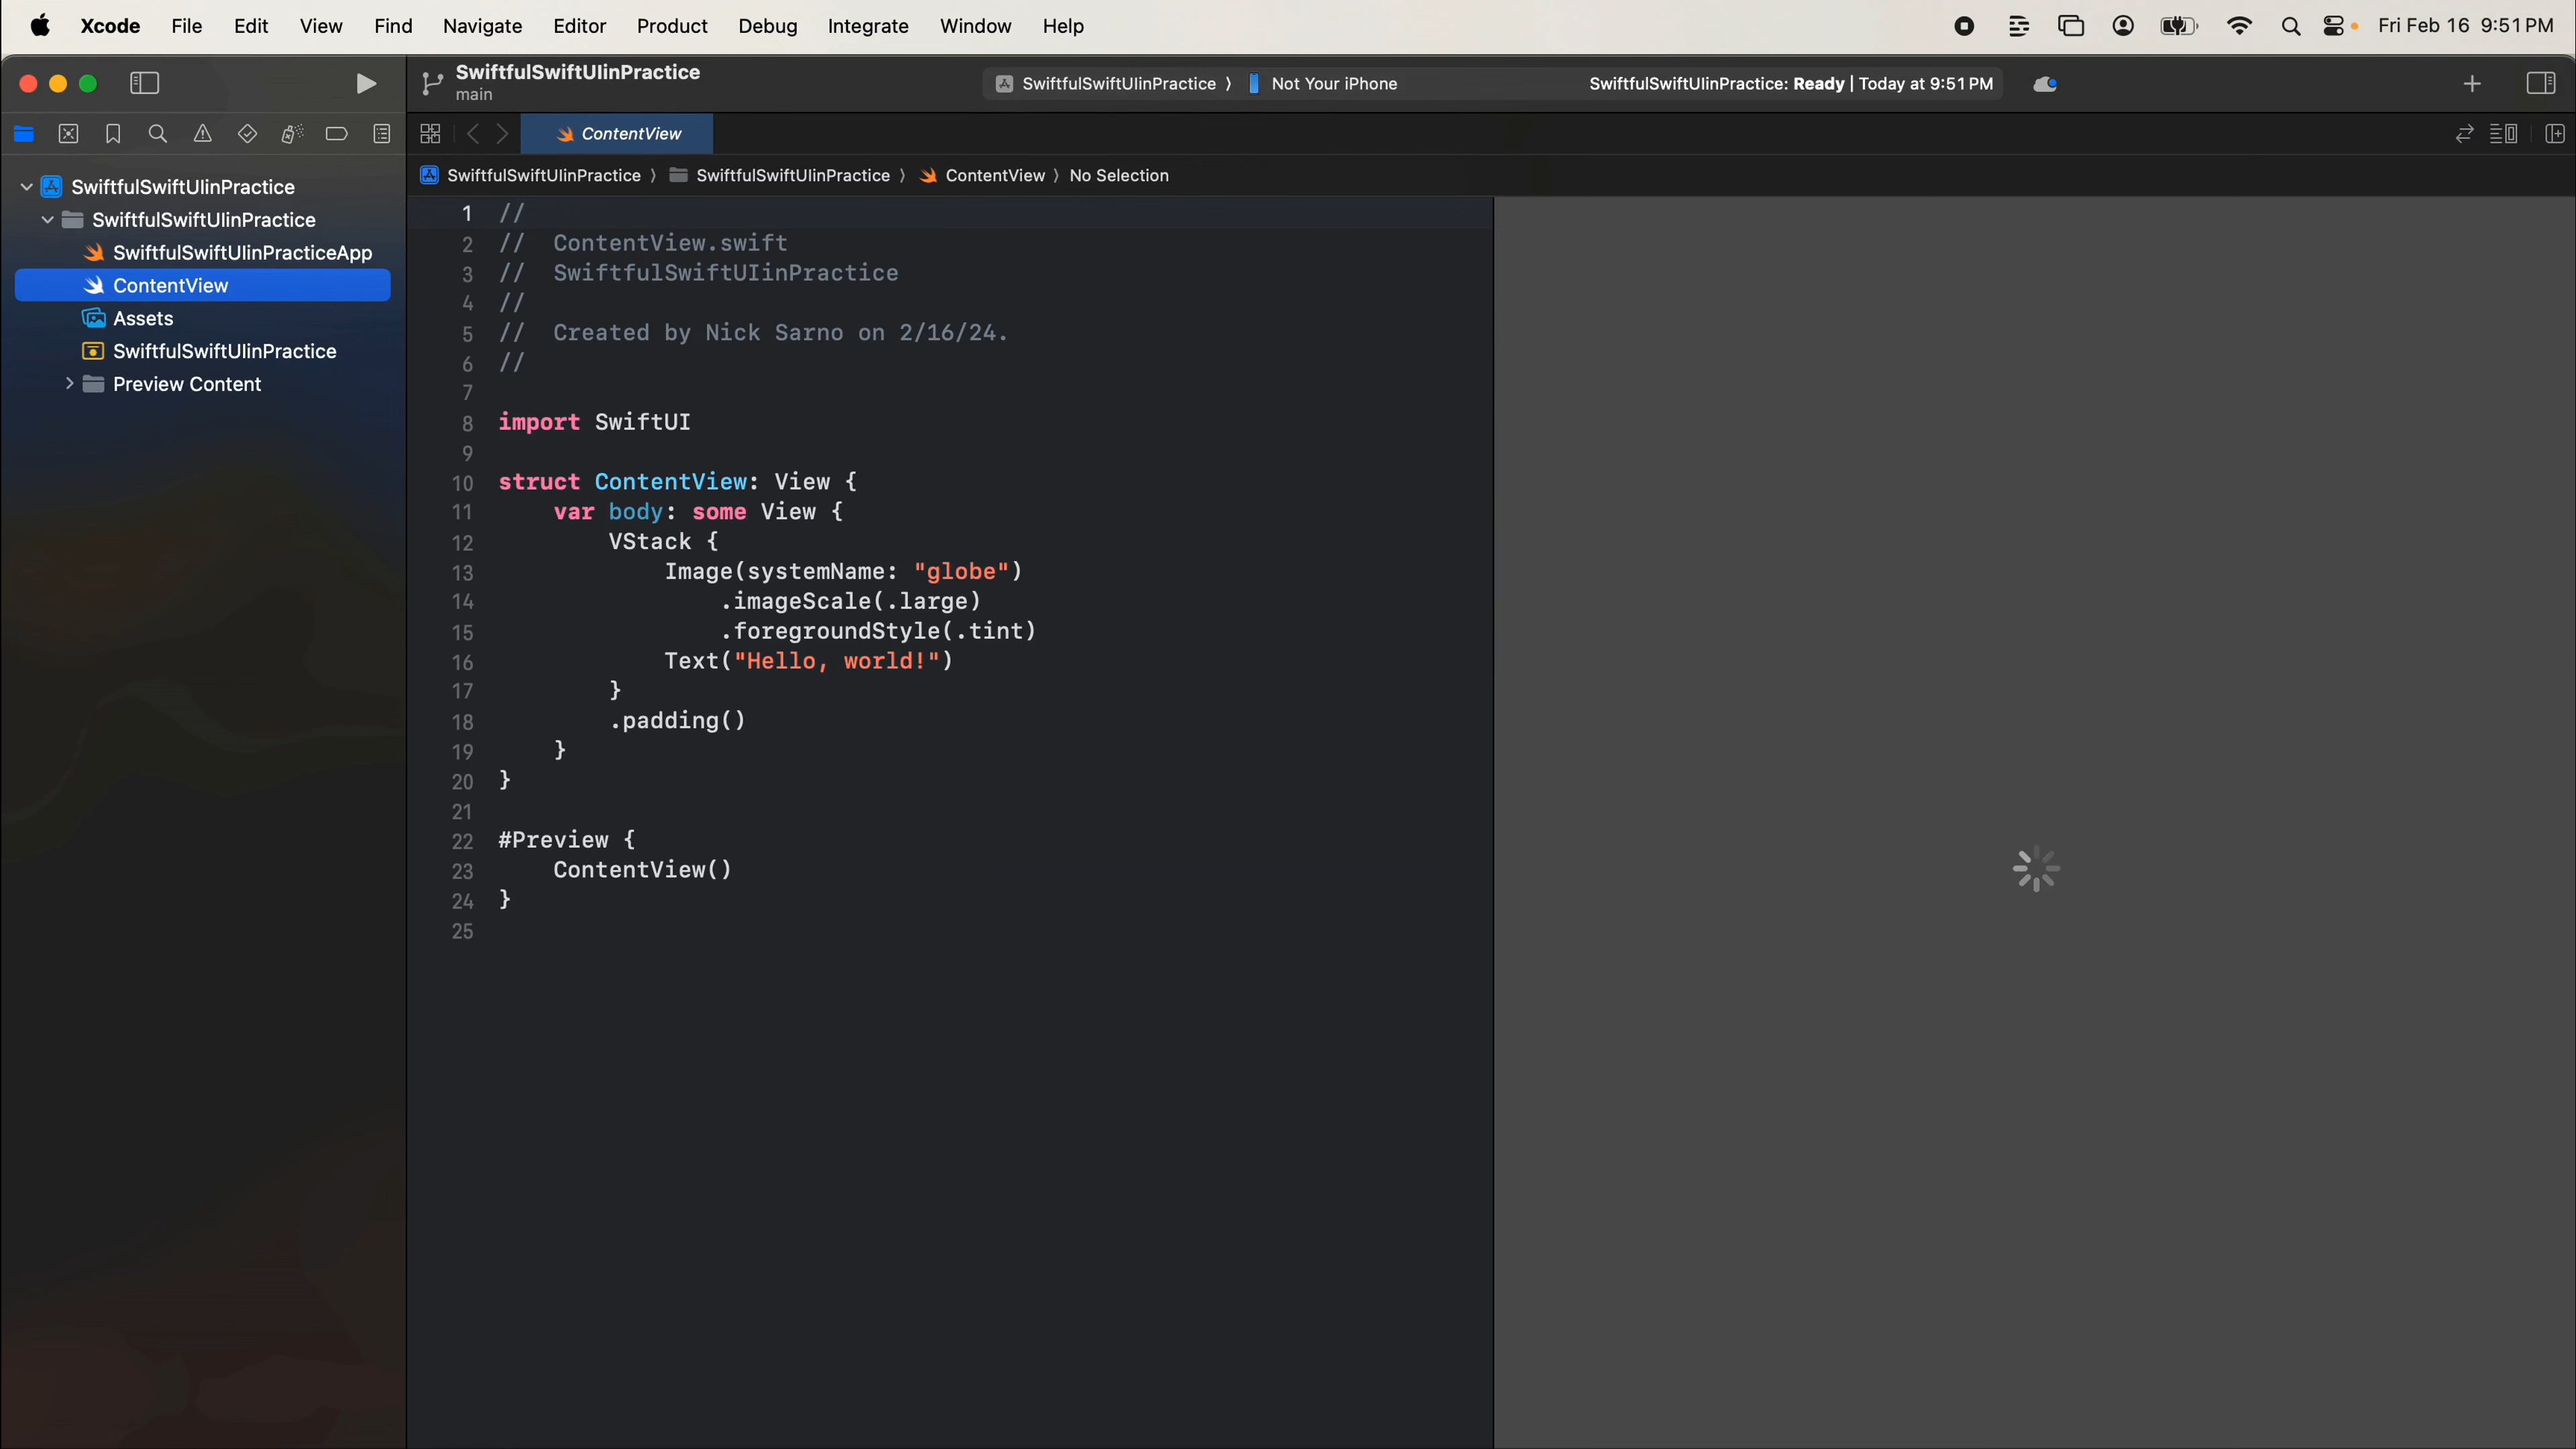 Xcode File Edit View Find Navigate Editor Product Debug Integrate Window Help Fri Feb 16 9:51 PM
SwiftfulSwiftUIinPractice
main
SwiftfulSwiftUIinPractice 〉 Not Your iPhone
SwiftfulSwiftUIinPractice: Ready | Today at 9:51 PM
ContentView
SwiftfulSwiftUIinPractice 〉 SwiftfulSwiftUIinPractice 〉 ContentView 〉 No Selection
SwiftfulSwiftUIinPractice
SwiftfulSwiftUIinPractice
SwiftfulSwiftUIinPracticeApp
ContentView
Assets
SwiftfulSwiftUIinPractice
Preview Content
1 //
2 //  ContentView.swift
3 //  SwiftfulSwiftUIinPractice
4 //
5 //  Created by Nick Sarno on 2/16/24.
6 //
7
8 import SwiftUI
9
10 struct ContentView: View {
11     var body: some View {
12         VStack {
13             Image(systemName: "globe")
14                 .imageScale(.large)
15                 .foregroundStyle(.tint)
16             Text("Hello, world!")
17         }
18         .padding()
19     }
20 }
21
22 #Preview {
23     ContentView()
24 }
25